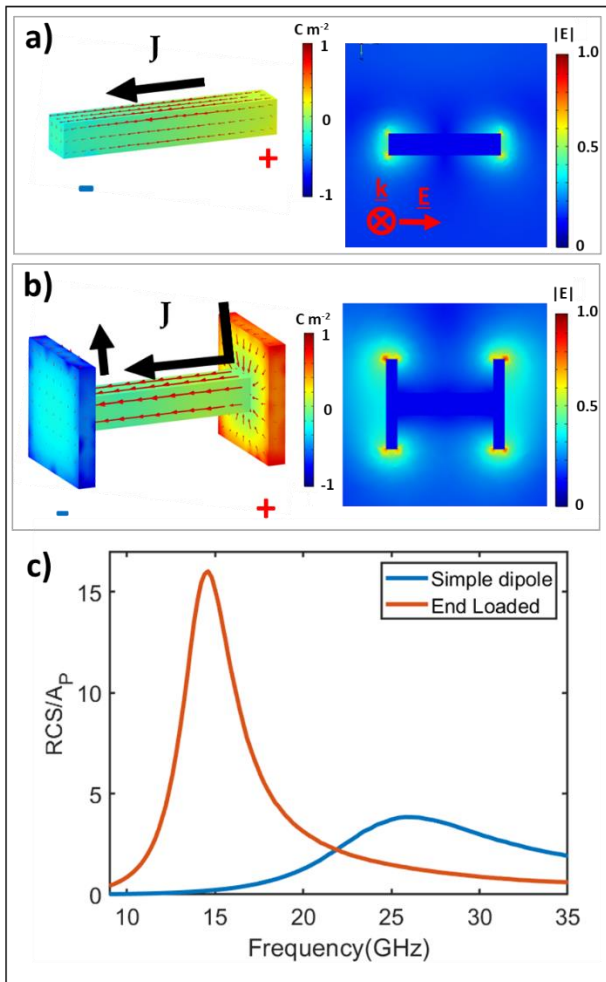 a)
J
C m-2
1
0
-1
+
-
|E|
1.0
0.5
0
k
E
b)
J
C m-2
1
0
-1
+
-
|E|
1.0
0.5
0
c)
Simple dipole
End Loaded
RCS/AP
15
10
5
0
10 15 20 25 30 35
Frequency(GHz)